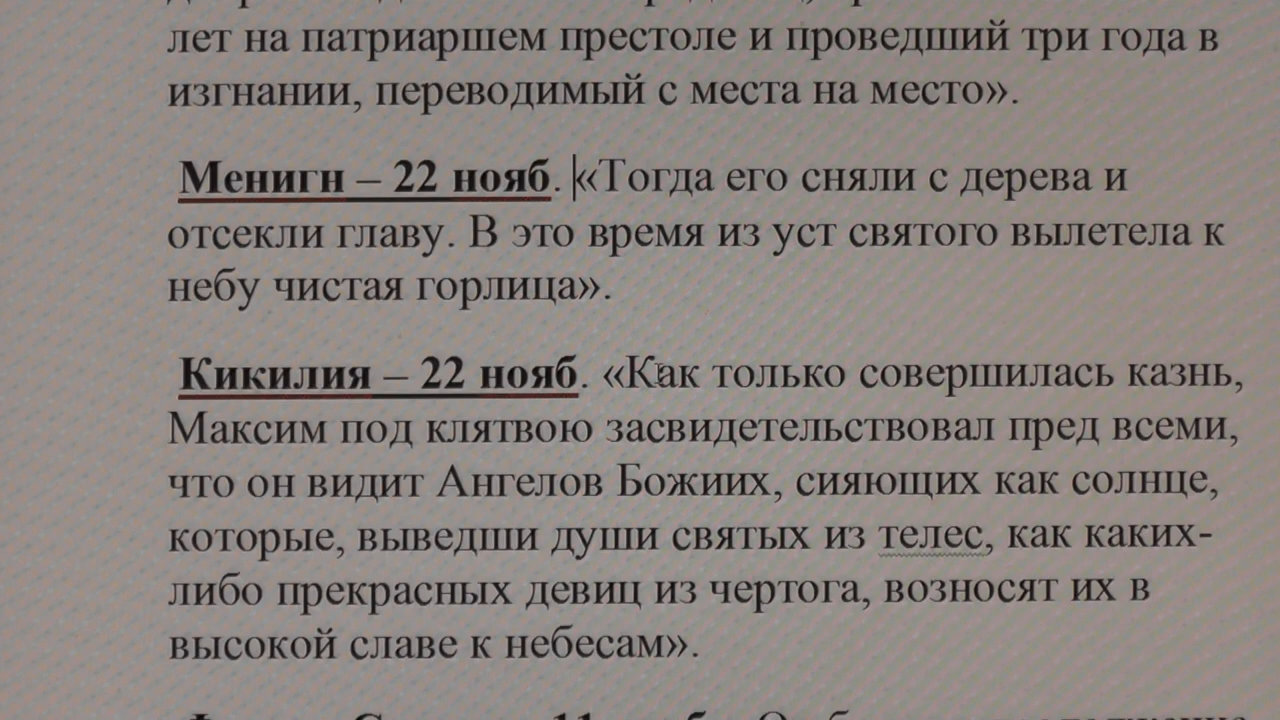 лет на патриаршем престоле и проведший три года в
изгнании, переводимый с места на место».
Менигн – 22 нояб. «Тогда его сняли с дерева и
отсекли главу. В это время из уст святого вылетела к
небу чистая горлица».
Кикилия – 22 нояб. «Как только совершилась казнь,
Максим под клятвою засвидетельствовал пред всеми,
что он видит Ангелов Божиих, сияющих как солнце,
которые, выведши души святых из телес, как каких-
либо прекрасных девиц из чертога, возносят их в
высокой славе к небесам».